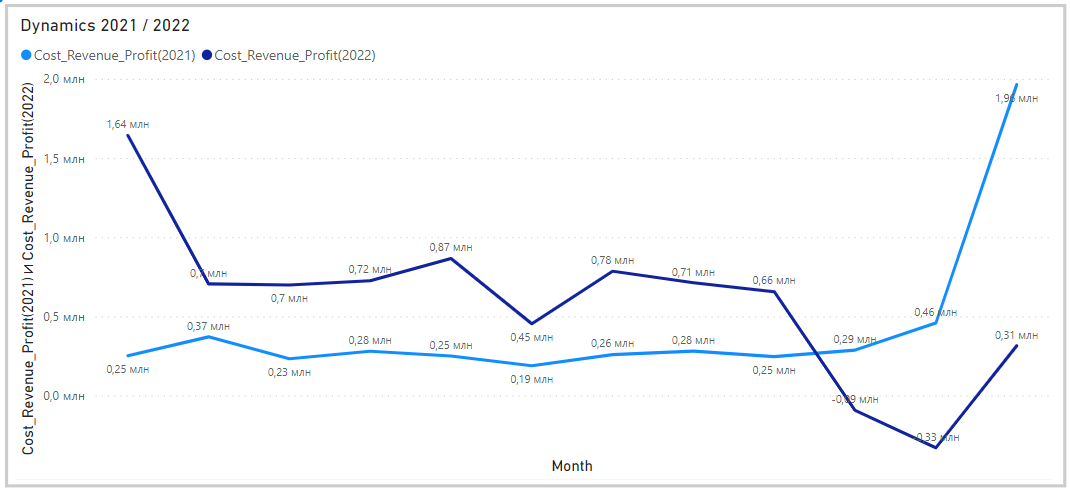 Dynamics 2021 / 2022
Cost_Revenue_Profit(2021) Cost_Revenue_Profit(2022)
Cost_Revenue_Profit(2021) и Cost_Revenue_Profit(2022)
2,0 млн
1,96 млн
1,64 млн
1,5 млн
1,0 млн
0,7 млн
0,7 млн
0,72 млн
0,87 млн
0,45 млн
0,78 млн
0,71 млн
0,66 млн
0,5 млн
0,25 млн
0,37 млн
0,23 млн
0,28 млн
0,25 млн
0,19 млн
0,26 млн
0,28 млн
0,25 млн
0,29 млн
0,46 млн
0,31 млн
0,0 млн
-0,09 млн
-0,33 млн
Month